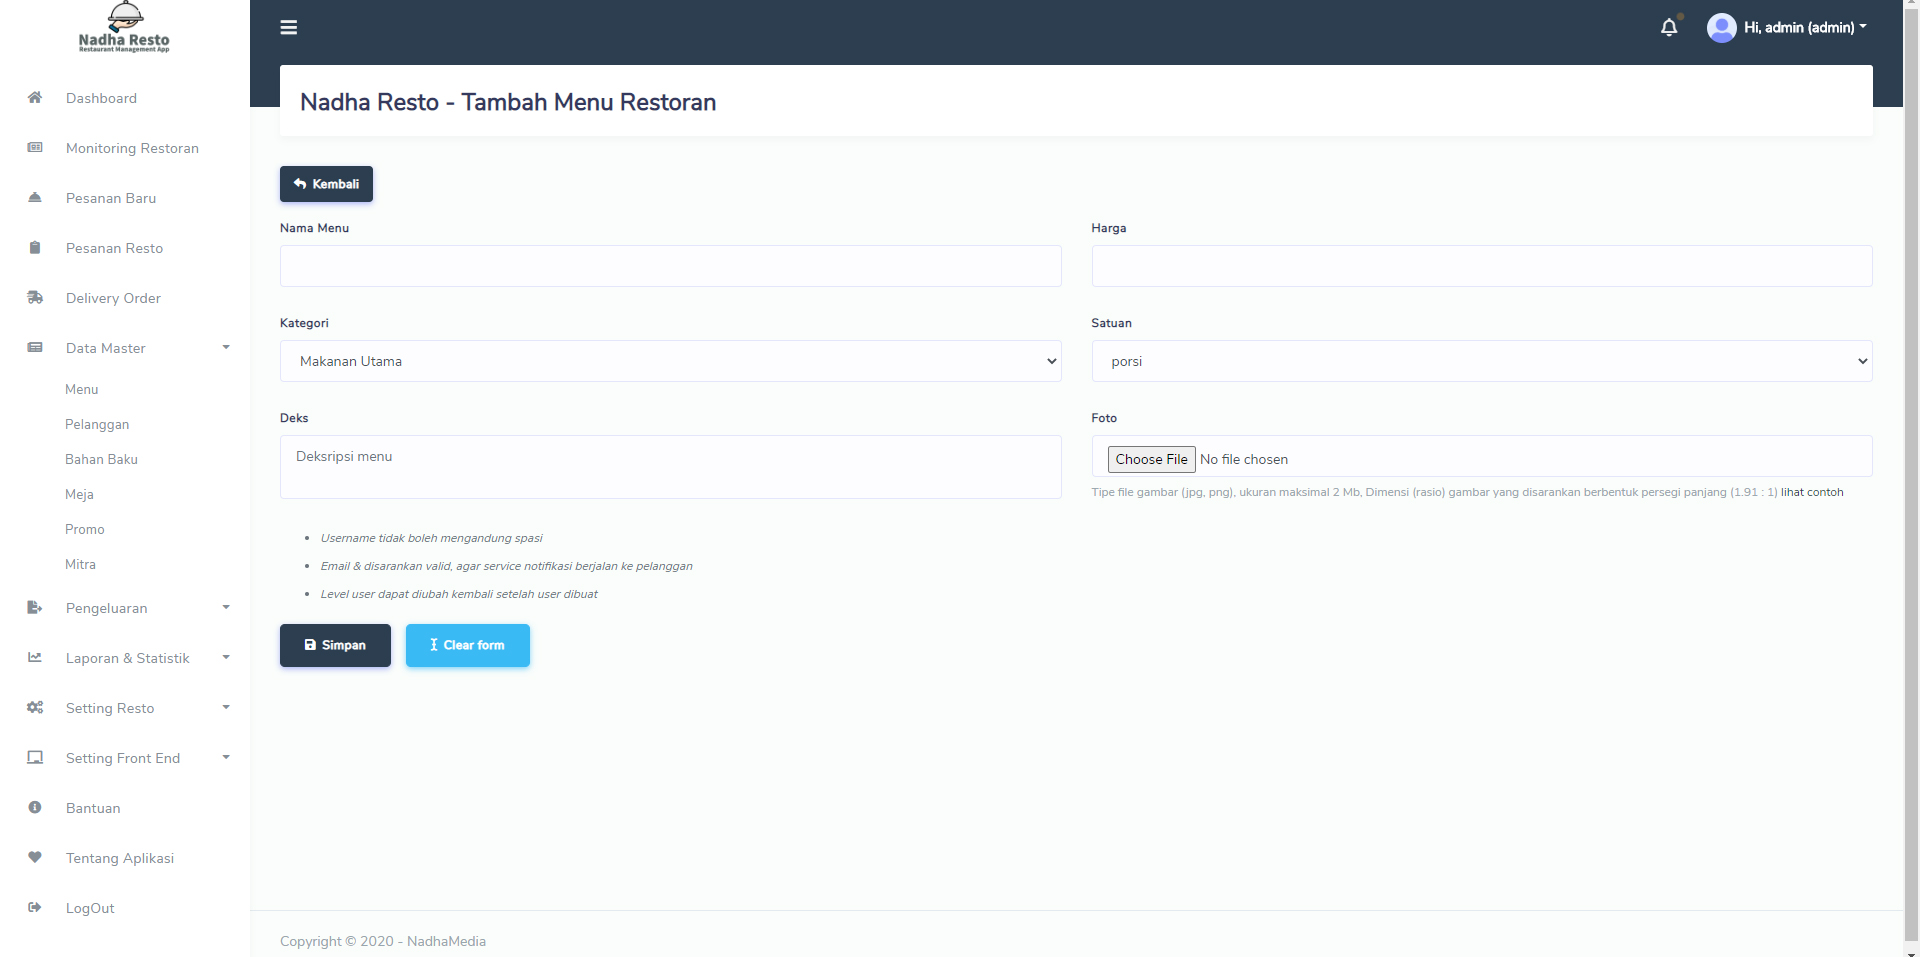 Nadha Resto
Restaurant Management App
Hi, admin (admin)
Dashboard
Monitoring Restoran
Pesanan Baru
Pesanan Resto
Delivery Order
Data Master
Menu
Pelanggan
Bahan Baku
Meja
Promo
Mitra
Pengeluaran
Laporan & Statistik
Setting Resto
Setting Front End
Bantuan
Tentang Aplikasi
LogOut
Nadha Resto - Tambah Menu Restoran
Kembali
Nama Menu
Harga
Kategori
Satuan
Makanan Utama
porsi
Deks
Foto
Deksripsi menu
Choose File No file chosen
Tipe file gambar (jpg, png), ukuran maksimal 2 Mb, Dimensi (rasio) gambar yang disarankan berbentuk persegi panjang (1.91 : 1) lihat contoh
• Username tidak boleh mengandung spasi
• Email & disarankan valid, agar service notifikasi berjalan ke pelanggan
• Level user dapat diubah kembali setelah user dibuat
Simpan
Clear form
Copyright © 2020 - NadhaMedia